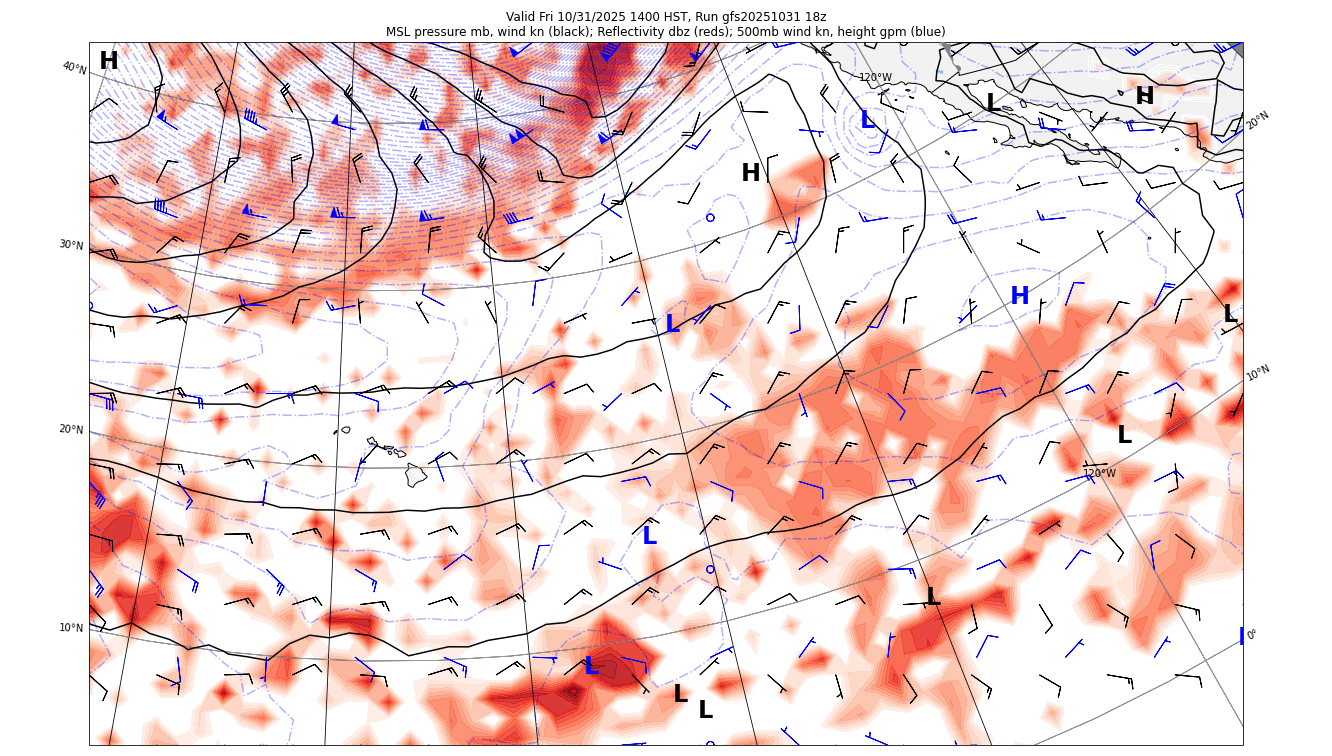 Valid Fri 10/31/2025 1400 HST, Run gfs20251031 18z
MSL pressure mb, wind kn (black); Reflectivity dbz (reds); 500mb wind kn, height gpm (blue)
H
40°N
120°W
L
L
H
20°N
H
30°N
H
L
L
10°N
20°N
L
120°W
L
L
10°N
0°
L
L
L